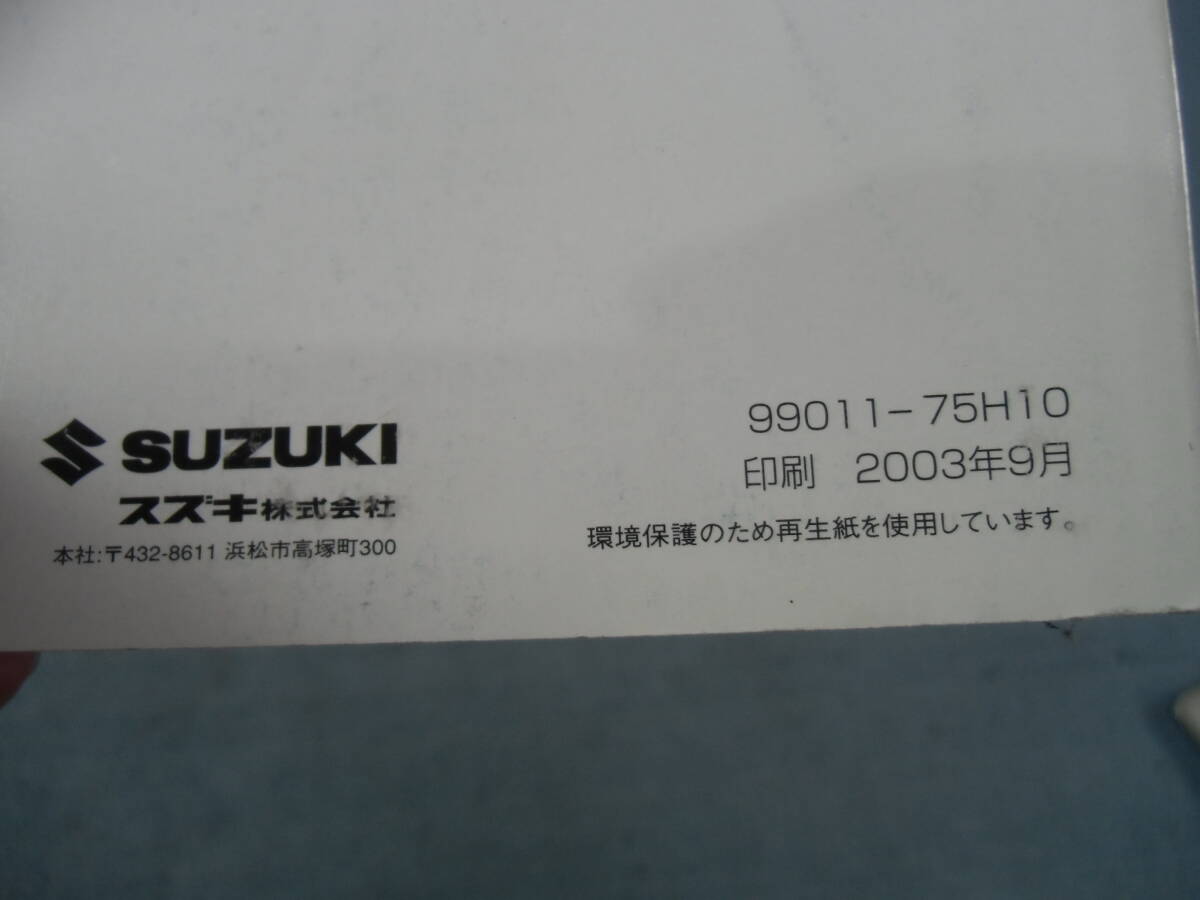 SUZUKI
スズキ株式会社
本社:〒432-8611 浜松市高塚町300
99011-75H10
印刷　2003年9月
環境保護のため再生紙を使用しています。